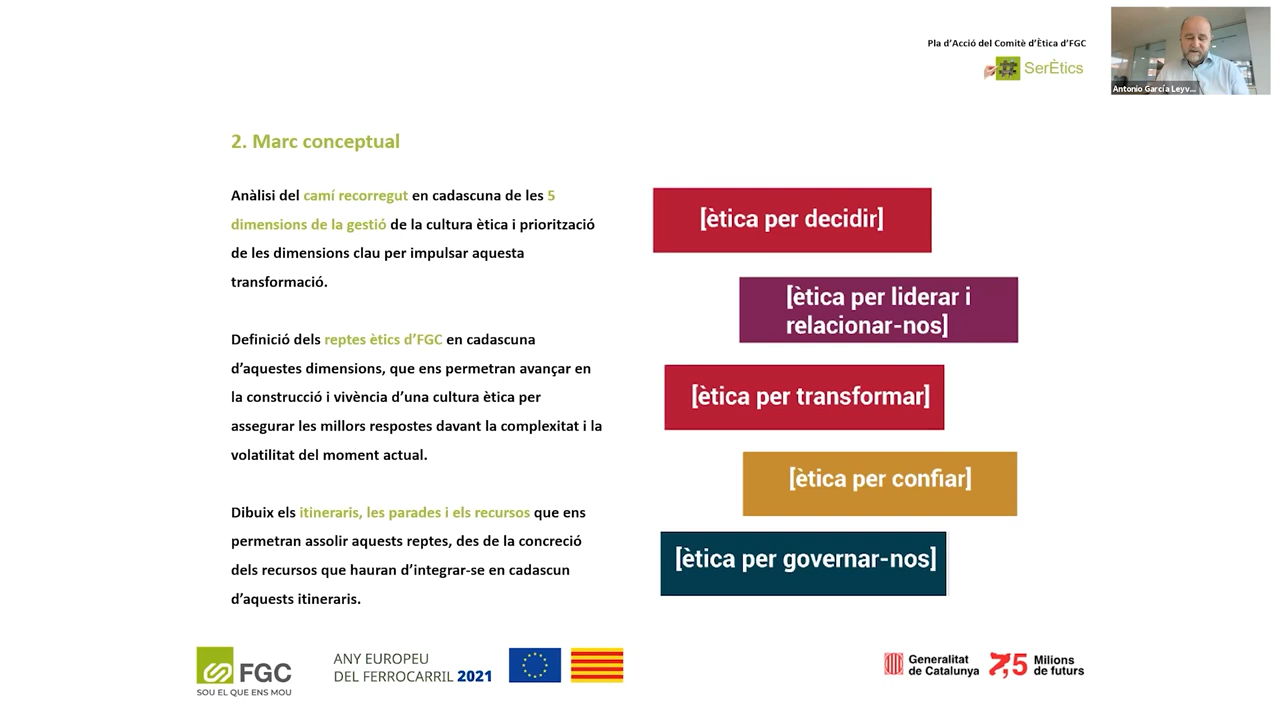 Pla d'Acció del Comitè d'Ètica d'FGC
SerÈtics
Antonio García Leyv...
2. Marc conceptual
Anàlisi del camí recorregut en cadascuna de les 5
dimensions de la gestió de la cultura ètica i priorització
de les dimensions clau per impulsar aquesta
transformació.
Definició dels reptes ètics d'FGC en cadascuna
d'aquestes dimensions, que ens permetran avançar en
la construcció i vivència d'una cultura ètica per
assegurar les millors respostes davant la complexitat i la
volatilitat del moment actual.
Dibuix els itineraris, les parades i els recursos que ens
permetran assolir aquests reptes, des de la concreció
dels recursos que hauran d'integrar-se en cadascun
d'aquests itineraris.
[ètica per decidir]
[ètica per liderar i
relacionar-nos]
[ètica per transformar]
[ètica per confiar]
[ètica per governar-nos]
FGC
SOU EL QUE ENS MOU
ANY EUROPEU
DEL FERROCARRIL 2021
Generalitat
de Catalunya
7,5 Milions
de futurs